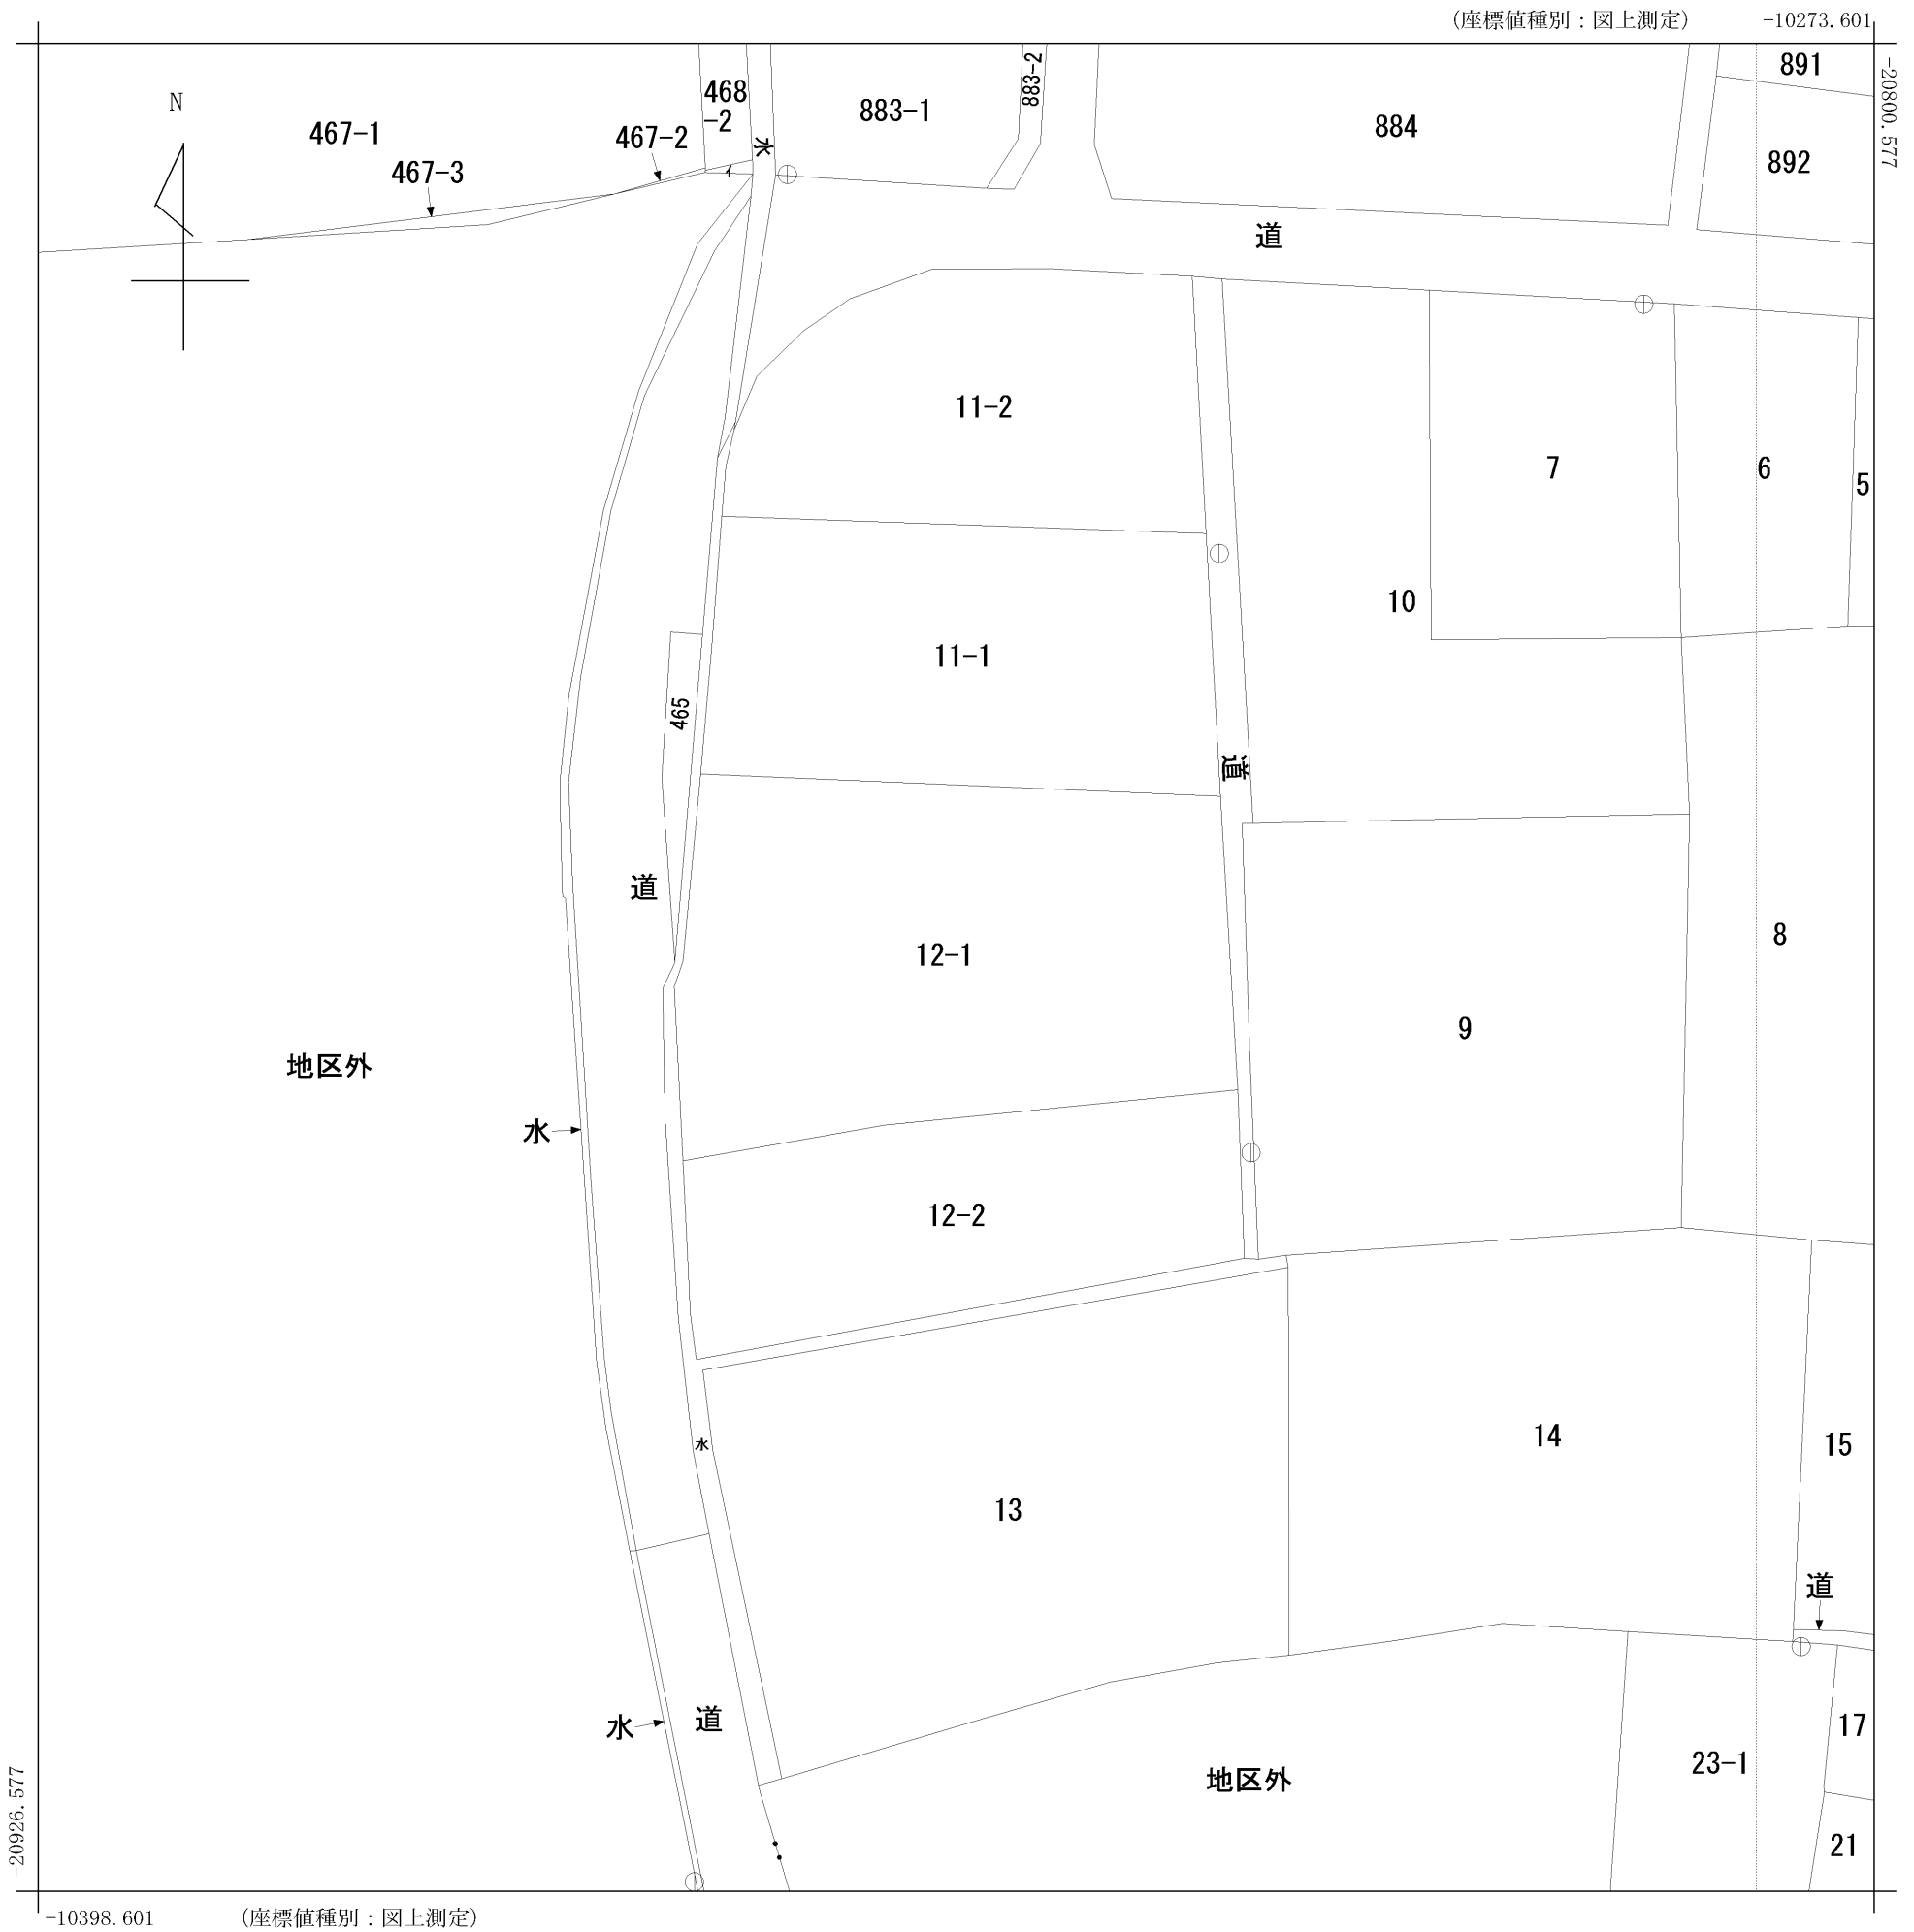 (座標値種別：図上測定)
-10273.601
-20800.577
N
467-1
467-3
467-2
468
-2
イ
水
883-1
883-2
884
891
892
道
11-2
7
6
5
10
11-1
465
道
道
12-1
8
9
地区外
水
12-2
14
15
水
13
道
水
道
17
23-1
地区外
21
-20926.577
-10398.601
(座標値種別：図上測定)